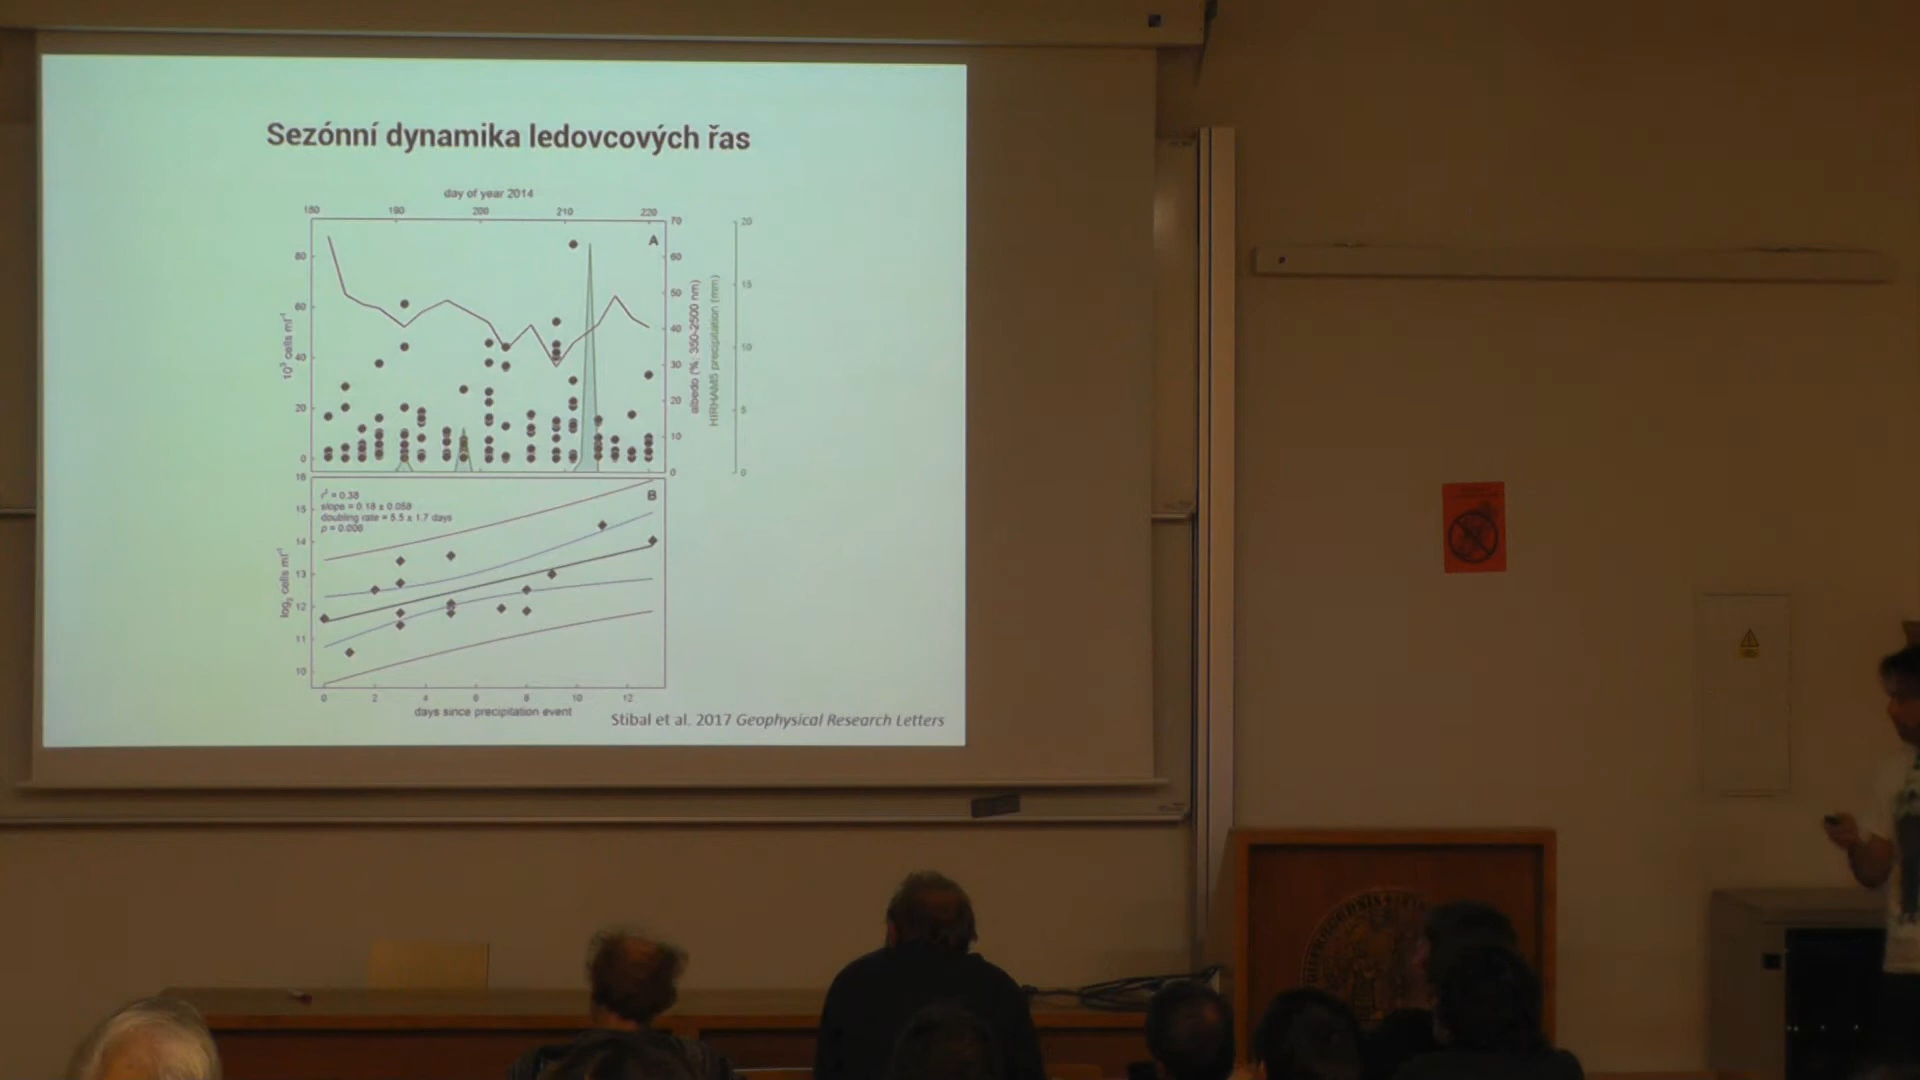 Sezónní dynamika ledovcových řas
day of year 2014
180 190 200 210 220
70
60
50
40
30
20
10
0
20
15
10
5
0
80
60
40
20
0
A
10³ cells ml⁻¹
albedo (%, 350-2500 nm)
HIRHAM5 precipitation (mm)
16
15
14
13
12
11
10
B
r² = 0.38
slope = 0.18 ± 0.058
doubling rate = 5.5 ± 1.7 days
p = 0.006
log₂ cells ml⁻¹
0 2 4 6 8 10 12
days since precipitation event
Stibal et al. 2017 Geophysical Research Letters